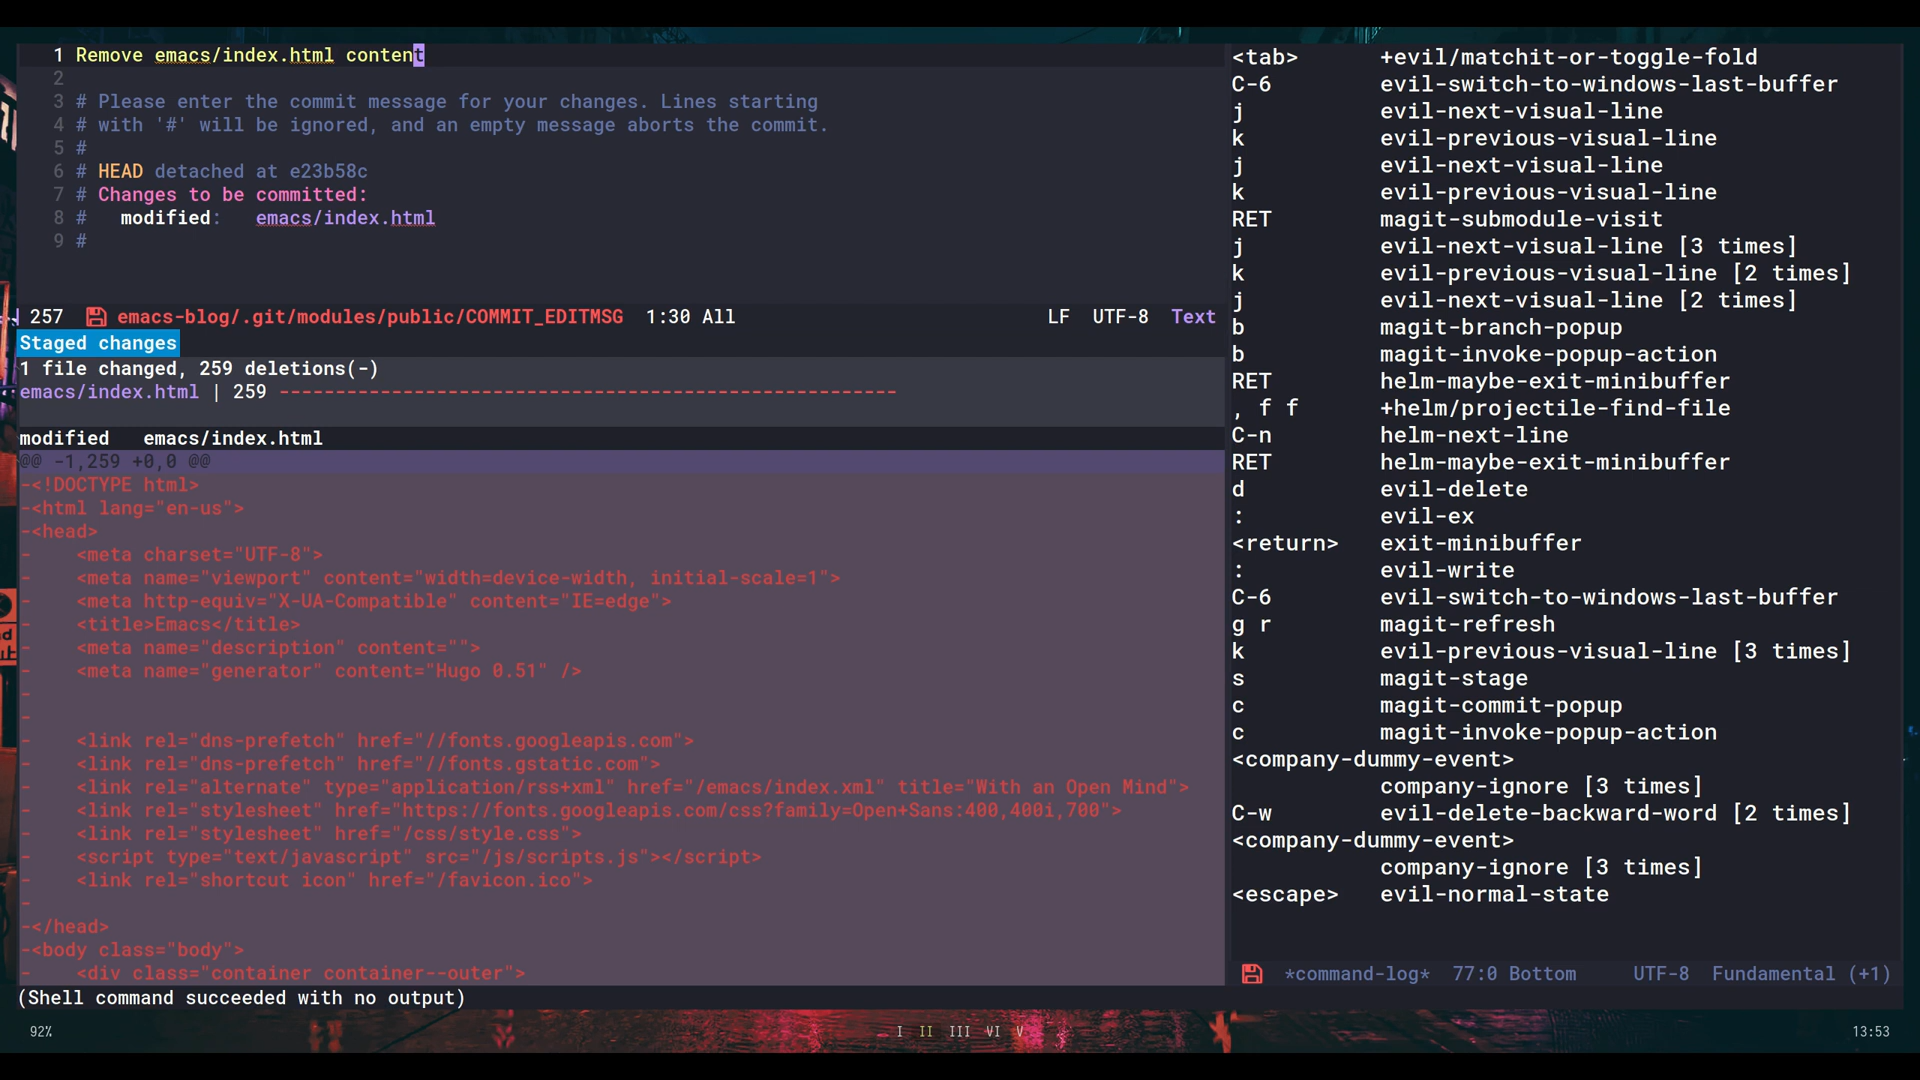 1 Remove emacs/index.html content
2
3 # Please enter the commit message for your changes. Lines starting
4 # with '#' will be ignored, and an empty message aborts the commit.
5 #
6 # HEAD detached at e23b58c
7 # Changes to be committed:
8 #   modified:   emacs/index.html
9 #
257 emacs-blog/.git/modules/public/COMMIT_EDITMSG 1:30 All LF UTF-8 Text
Staged changes
1 file changed, 259 deletions(-)
emacs/index.html | 259 -------------------------------------------------------
modified   emacs/index.html
@@ -1,259 +0,0 @@
-<!DOCTYPE html>
-<html lang="en-us">
-<head>
-    <meta charset="UTF-8">
-    <meta name="viewport" content="width=device-width, initial-scale=1">
-    <meta http-equiv="X-UA-Compatible" content="IE=edge">
-    <title>Emacs</title>
-    <meta name="description" content="">
-    <meta name="generator" content="Hugo 0.51" />
-
-
-    <link rel="dns-prefetch" href="//fonts.googleapis.com">
-    <link rel="dns-prefetch" href="//fonts.gstatic.com">
-    <link rel="alternate" type="application/rss+xml" href="/emacs/index.xml" title="With an Open Mind">
-    <link rel="stylesheet" href="https://fonts.googleapis.com/css?family=Open+Sans:400,400i,700">
-    <link rel="stylesheet" href="/css/style.css">
-    <script type="text/javascript" src="/js/scripts.js"></script>
-    <link rel="shortcut icon" href="/favicon.ico">
-
-</head>
-<body class="body">
-    <div class="container container--outer">
(Shell command succeeded with no output)
<tab> +evil/matchit-or-toggle-fold
C-6 evil-switch-to-windows-last-buffer
j evil-next-visual-line
k evil-previous-visual-line
j evil-next-visual-line
k evil-previous-visual-line
RET magit-submodule-visit
j evil-next-visual-line [3 times]
k evil-previous-visual-line [2 times]
j evil-next-visual-line [2 times]
b magit-branch-popup
b magit-invoke-popup-action
RET helm-maybe-exit-minibuffer
, f f +helm/projectile-find-file
C-n helm-next-line
RET helm-maybe-exit-minibuffer
d evil-delete
: evil-ex
<return> exit-minibuffer
: evil-write
C-6 evil-switch-to-windows-last-buffer
g r magit-refresh
k evil-previous-visual-line [3 times]
s magit-stage
c magit-commit-popup
c magit-invoke-popup-action
<company-dummy-event>
company-ignore [3 times]
C-w evil-delete-backward-word [2 times]
<company-dummy-event>
company-ignore [3 times]
<escape> evil-normal-state
*command-log* 77:0 Bottom UTF-8 Fundamental (+1)
92% I II III VI V 13:53